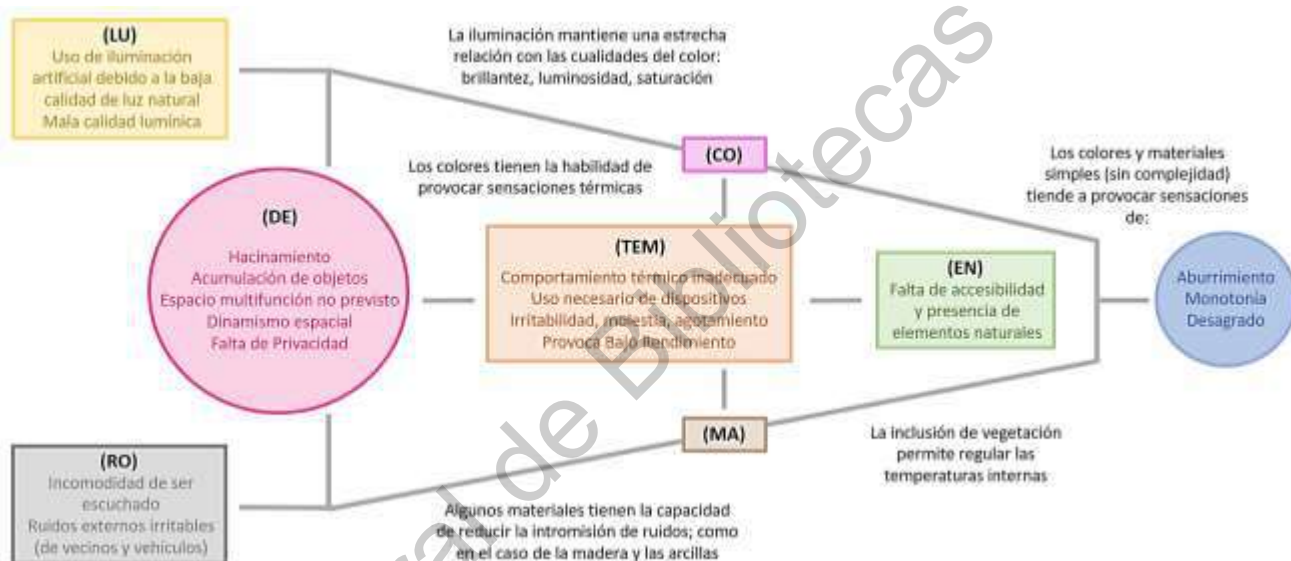 (LU)
Uso de iluminación
artificial debido a la baja
calidad de luz natural
Mala calidad lumínica
La iluminación mantiene una estrecha
relación con las cualidades del color:
brillantez, luminosidad, saturación
(CO)
Los colores tienen la habilidad de
provocar sensaciones térmicas
Los colores y materiales
simples (sin complejidad)
tiende a provocar sensaciones
de:
(DE)
Hacinamiento
Acumulación de objetos
Espacio multifunción no previsto
Dinamismo espacial
Falta de Privacidad
(TEM)
Comportamiento térmico inadecuado
Uso necesario de dispositivos
Irritabilidad, molestia, agotamiento
Provoca Bajo Rendimiento
(EN)
Falta de accesibilidad
y presencia de
elementos naturales
Aburrimiento
Monotonía
Desagrado
(MA)
La inclusión de vegetación
permite regular las
temperaturas internas
(RO)
Incomodidad de ser
escuchado
Ruidos externos irritables
(de vecinos y vehículos)
Algunos materiales tienen la capacidad
de reducir la intromisión de ruidos; como
en el caso de la madera y las arcillas
ral de Bibliotecas